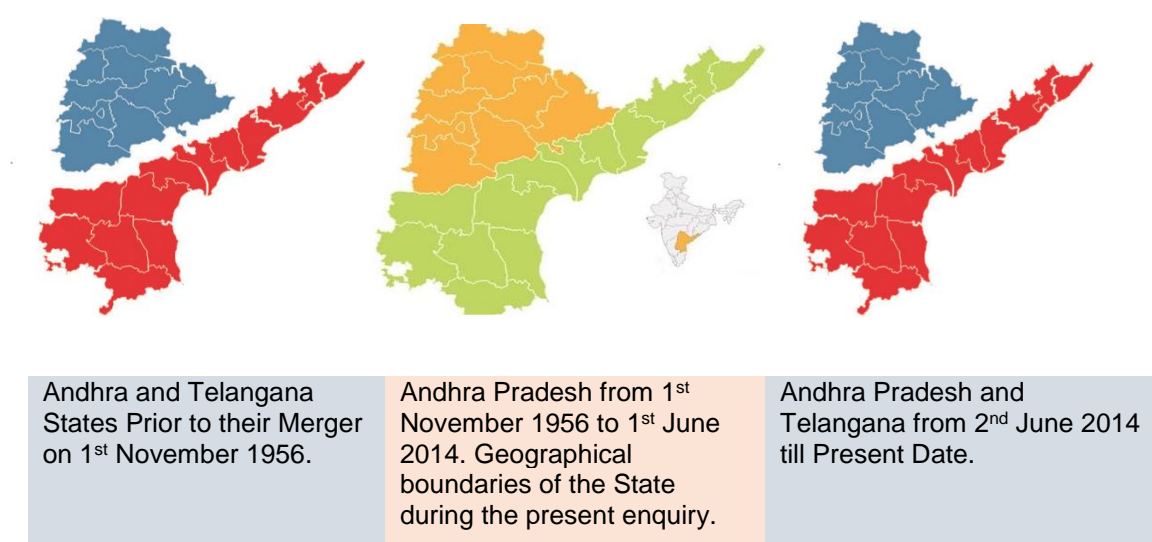 Andhra and Telangana
States Prior to their Merger
on 1st November 1956.
Andhra Pradesh from 1st
November 1956 to 1st June
2014. Geographical
boundaries of the State
during the present enquiry.
Andhra Pradesh and
Telangana from 2nd June 2014
till Present Date.